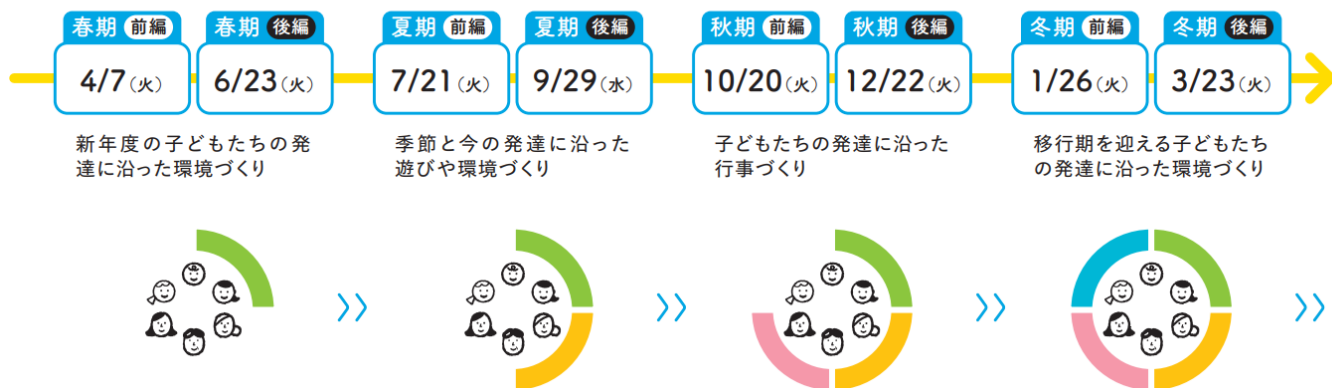 春期 前編
4/7(火)
春期 後編
6/23(火)
新年度の子どもたちの発
達に沿った環境づくり
夏期 前編
7/21(火)
夏期 後編
9/29(水)
季節と今の発達に沿った
遊びや環境づくり
秋期 前編
10/20(火)
秋期 後編
12/22(火)
子どもたちの発達に沿った
行事づくり
冬期 前編
1/26(火)
冬期 後編
3/23(火)
移行期を迎える子どもたち
の発達に沿った環境づくり